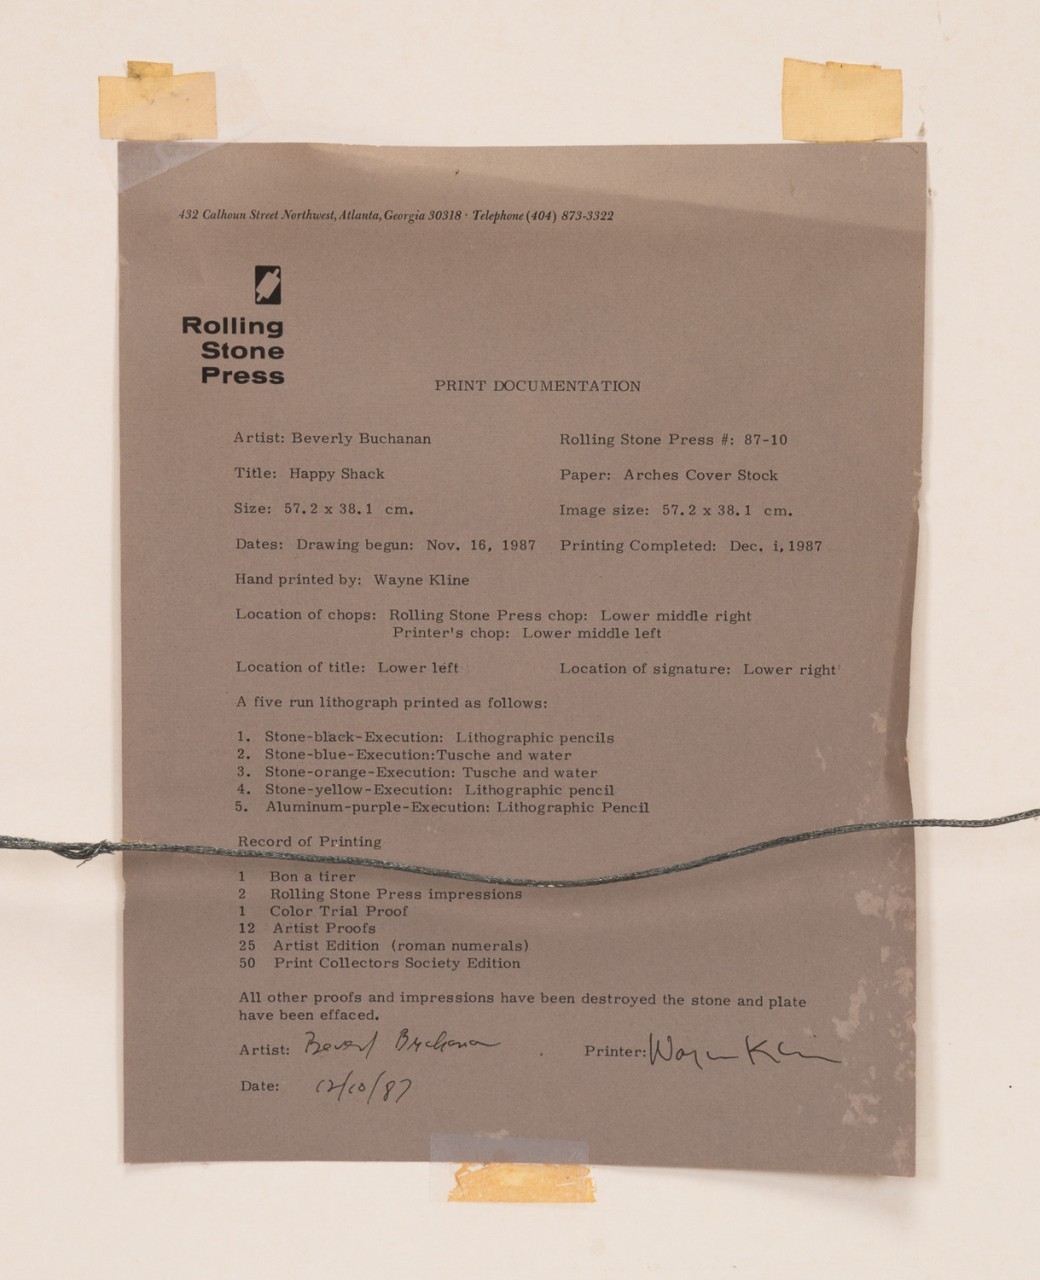 432 Calhoun Street Northwest, Atlanta, Georgia 30318 · Telephone (404) 873-3322
Rolling
Stone
Press
PRINT DOCUMENTATION
Artist: Beverly Buchanan Rolling Stone Press #: 87-10
Title: Happy Shack Paper: Arches Cover Stock
Size: 57.2 x 38.1 cm. Image size: 57.2 x 38.1 cm.
Dates: Drawing begun: Nov. 16, 1987 Printing Completed: Dec. i, 1987
Hand printed by: Wayne Kline
Location of chops: Rolling Stone Press chop: Lower middle right
Printer's chop: Lower middle left
Location of title: Lower left Location of signature: Lower right
A five run lithograph printed as follows:
1. Stone-black-Execution: Lithographic pencils
2. Stone-blue-Execution:Tusche and water
3. Stone-orange-Execution: Tusche and water
4. Stone-yellow-Execution: Lithographic pencil
5. Aluminum-purple-Execution: Lithographic Pencil
Record of Printing
1 Bon a tirer
2 Rolling Stone Press impressions
1 Color Trial Proof
12 Artist Proofs
25 Artist Edition (roman numerals)
50 Print Collectors Society Edition
All other proofs and impressions have been destroyed the stone and plate
have been effaced.
Artist: Beverly Buchanan Printer: Wayne Kline
Date: 12/10/87